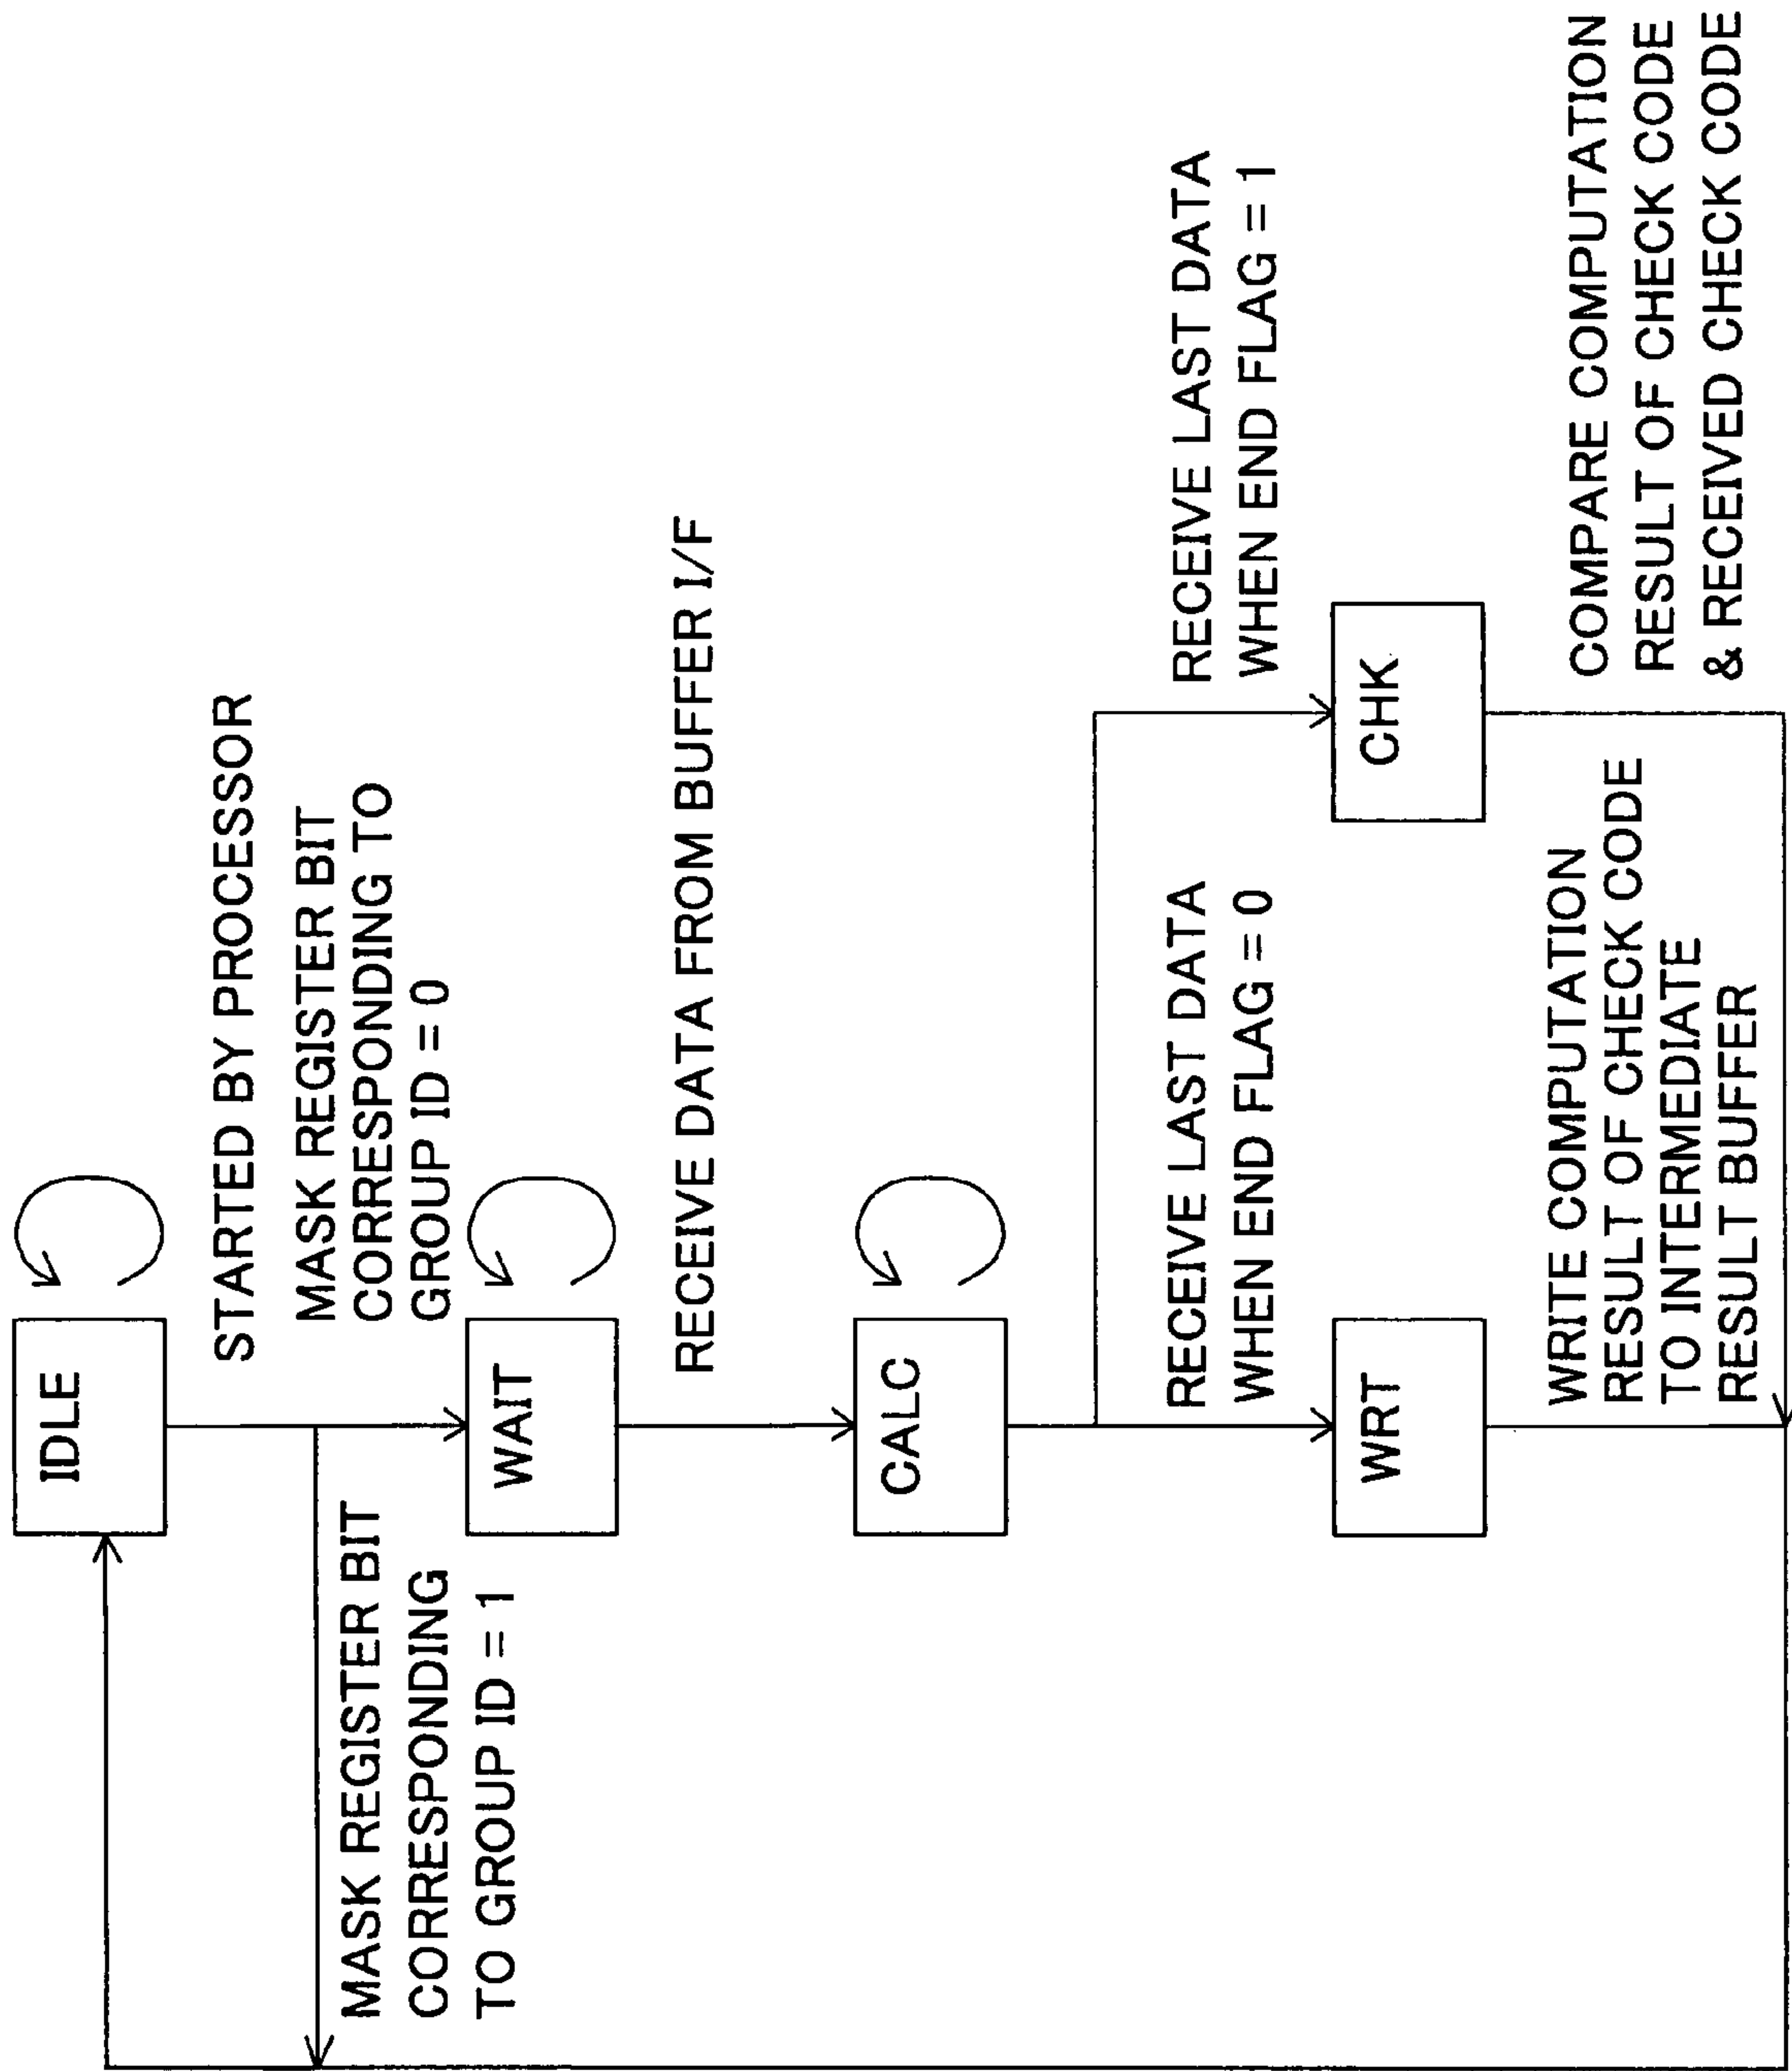 IDLE
STARTED BY PROCESSOR
MASK REGISTER BIT
CORRESPONDING TO
GROUP ID = 0
MASK REGISTER BIT
CORRESPONDING
TO GROUP ID = 1
WAIT
RECEIVE DATA FROM BUFFER I/F
CALC
RECEIVE LAST DATA
WHEN END FLAG = 0
RECEIVE LAST DATA
WHEN END FLAG = 1
WRT
CHK
WRITE COMPUTATION
RESULT OF CHECK CODE
TO INTERMEDIATE
RESULT BUFFER
COMPARE COMPUTATION
RESULT OF CHECK CODE
& RECEIVED CHECK CODE